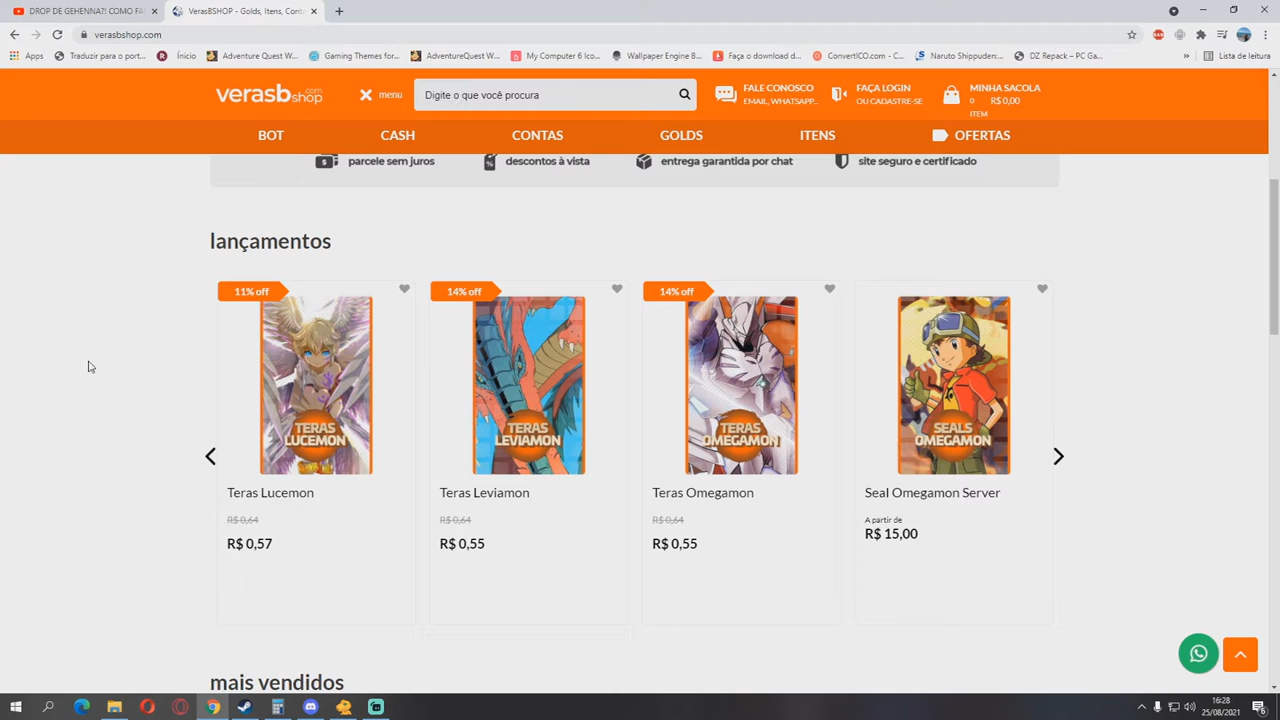 DROP DE GEHENNA?! COMO FA
VerasBSHOP - Golds, Itens, Cont
verasbshop.com
Apps
Traduzir para o portu...
Início
Adventure Quest W...
Gaming Themes for...
AdventureQuest W...
My Computer 6 Ico...
Wallpaper Engine B...
Faça o download d...
ConvertICO.com - C...
Naruto Shippuden:...
DZ Repack – PC Ga...
Lista de leitura
verasb.com
shop
menu
Digite o que você procura
FALE CONOSCO
EMAIL, WHATSAPP...
FAÇA LOGIN
OU CADASTRE-SE
MINHA SACOLA
0 R$ 0,00
ITEM
BOT
CASH
CONTAS
GOLDS
ITENS
OFERTAS
parcele sem juros
descontos à vista
entrega garantida por chat
site seguro e certificado
lançamentos
11% off
14% off
14% off
TERAS
LUCEMON
TERAS
LEVIAMON
TERAS
OMEGAMON
SEALS
OMEGAMON
Teras Lucemon
R$ 0,64
R$ 0,57
Teras Leviamon
R$ 0,64
R$ 0,55
Teras Omegamon
R$ 0,64
R$ 0,55
Seal Omegamon Server
A partir de
R$ 15,00
mais vendidos
16:28
25/08/2021
6